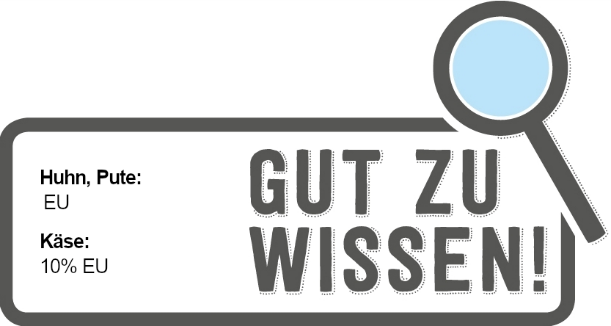 Huhn, Pute:
EU
Käse:
10% EU
GUT ZU
WISSEN!